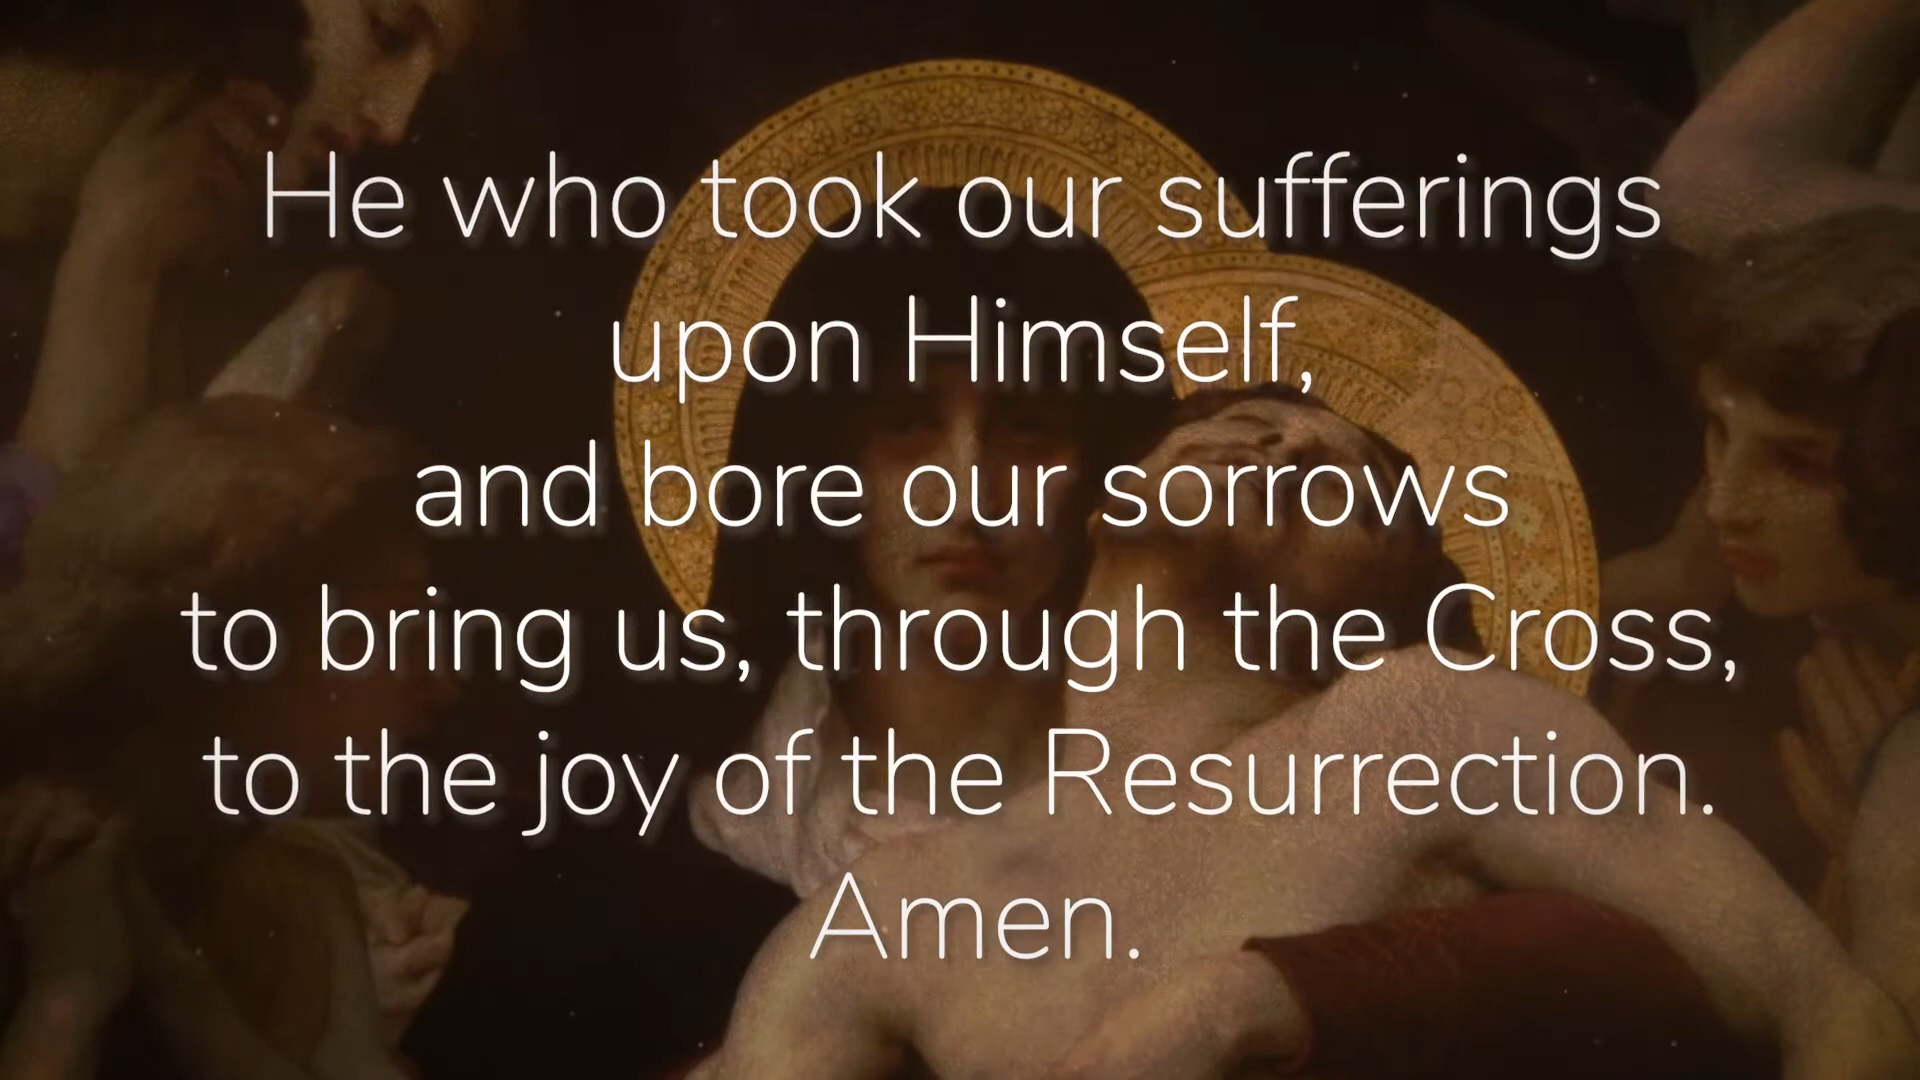 He who took our sufferings
upon Himself,
and bore our sorrows
to bring us, through the Cross,
to the joy of the Resurrection.
Amen.